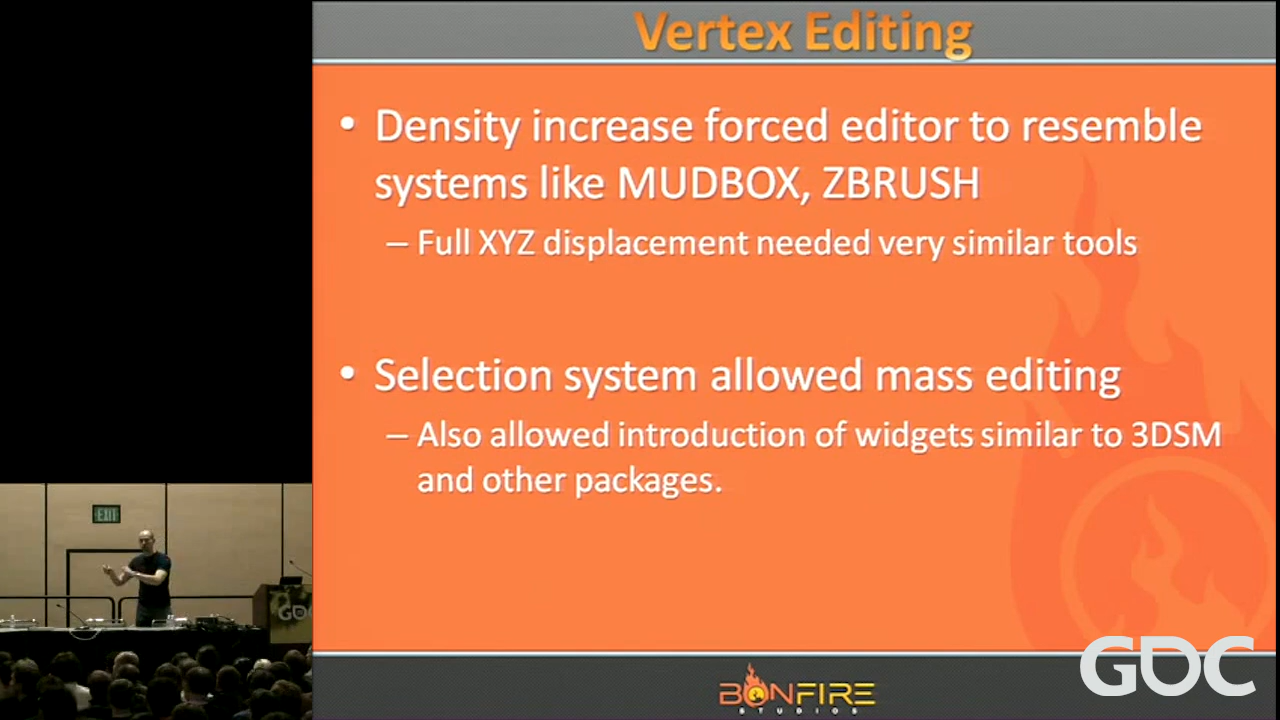 Vertex Editing
• Density increase forced editor to resemble
systems like MUDBOX, ZBRUSH
– Full XYZ displacement needed very similar tools
• Selection system allowed mass editing
– Also allowed introduction of widgets similar to 3DSM
and other packages.
EXIT
GDC
BONFIRE
STUDIOS
GDC